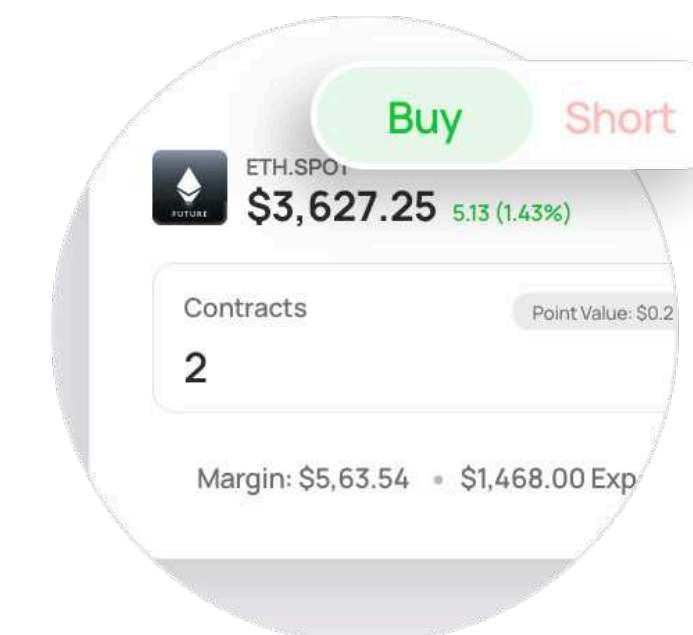 Buy Short
ETH.SPOT
FUTURE
$3,627.25 5.13 (1.43%)
Contracts
Point Value: $0.2
2
Margin: $5,63.54 • $1,468.00 Exp